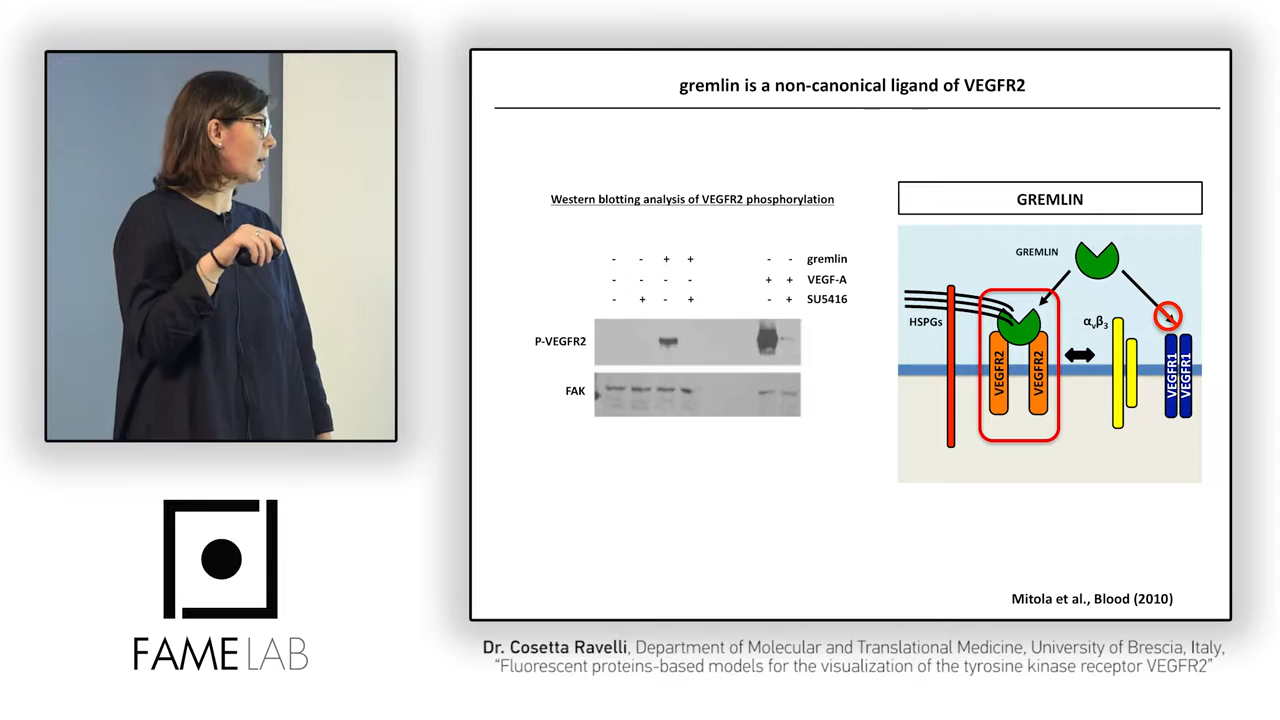 gremlin is a non-canonical ligand of VEGFR2
Western blotting analysis of VEGFR2 phosphorylation
- - + + - - gremlin
- - - - + + VEGF-A
- + - + - + SU5416
P-VEGFR2
FAK
GREMLIN
GREMLIN
HSPGs
αvβ3
VEGFR2
VEGFR2
VEGFR1
VEGFR1
Mitola et al., Blood (2010)
FAMELAB
Dr. Cosetta Ravelli, Department of Molecular and Translational Medicine, University of Brescia, Italy,
“Fluorescent proteins-based models for the visualization of the tyrosine kinase receptor VEGFR2”